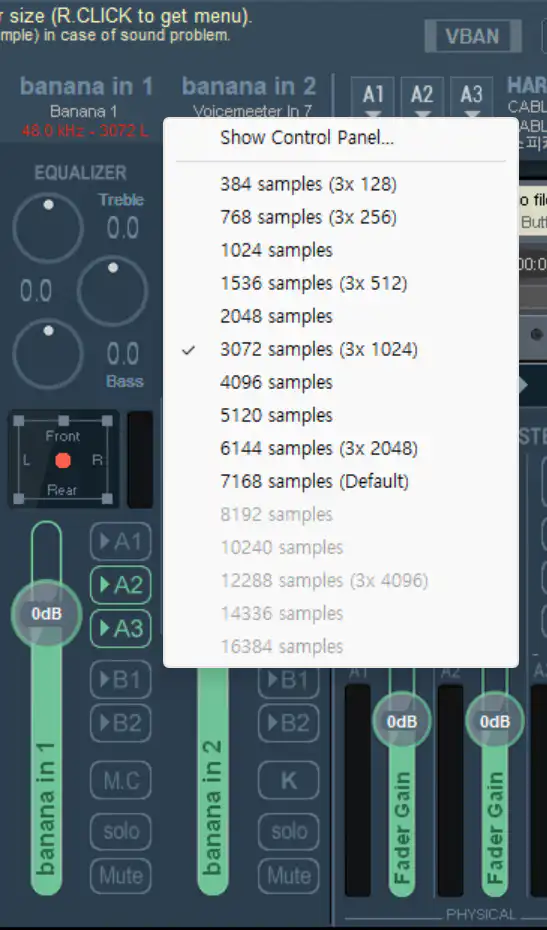 r size (R.CLICK to get menu).
mple) in case of sound problem.
VBAN
banana in 1
Banana 1
48.0 kHz - 3072 L
banana in 2
Voicemeeter In 7
A1
A2
A3
HAR
CABL
ABL
스피커
Show Control Panel...
384 samples (3x 128)
768 samples (3x 256)
1024 samples
1536 samples (3x 512)
2048 samples
3072 samples (3x 1024)
4096 samples
5120 samples
6144 samples (3x 2048)
7168 samples (Default)
8192 samples
10240 samples
12288 samples (3x 4096)
14336 samples
16384 samples
EQUALIZER
Treble
0.0
0.0
0.0
Bass
Front
L
R
Rear
o file
Butt
00:0
STE
A1
A2
A3
B1
B2
M.C
solo
Mute
0dB
banana in 1
B1
B2
K
solo
Mute
banana in 2
A1
A2
A
0dB
0dB
Fader Gain
Fader Gain
PHYSICAL